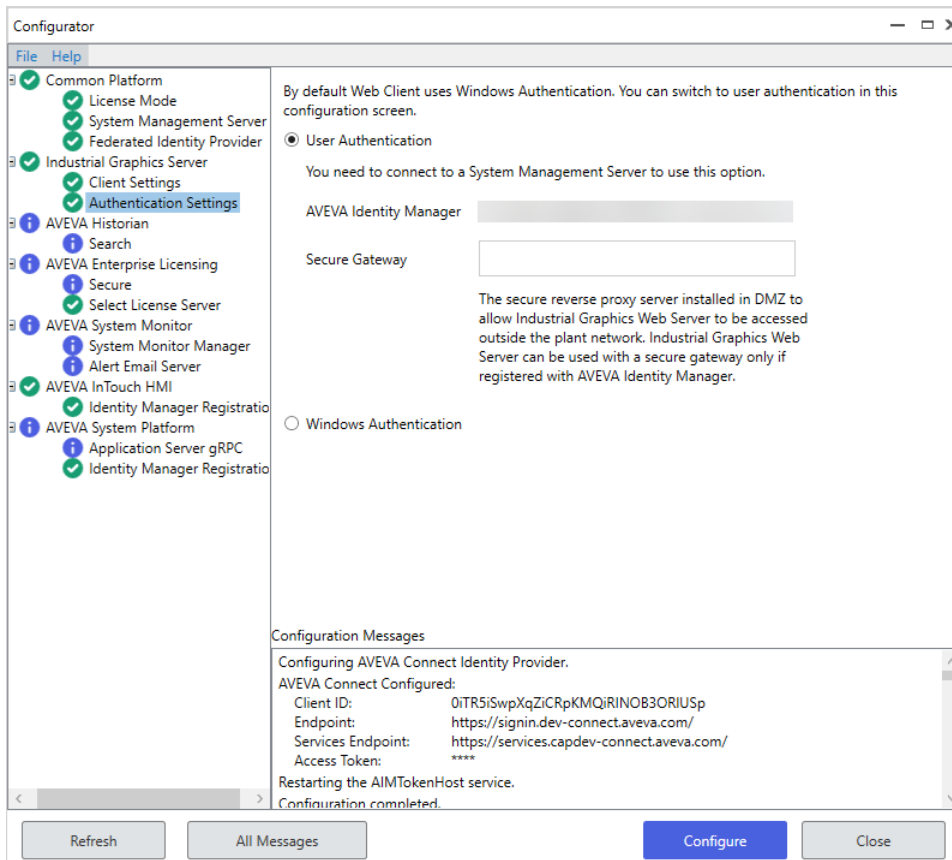 Configurator
File Help
Common Platform
License Mode
System Management Server
Federated Identity Provider
Industrial Graphics Server
Client Settings
Authentication Settings
AVEVA Historian
Search
AVEVA Enterprise Licensing
Secure
Select License Server
AVEVA System Monitor
System Monitor Manager
Alert Email Server
AVEVA InTouch HMI
Identity Manager Registratio
AVEVA System Platform
Application Server gRPC
Identity Manager Registratio
By default Web Client uses Windows Authentication. You can switch to user authentication in this
configuration screen.
User Authentication
You need to connect to a System Management Server to use this option.
AVEVA Identity Manager
Secure Gateway
The secure reverse proxy server installed in DMZ to
allow Industrial Graphics Web Server to be accessed
outside the plant network. Industrial Graphics Web
Server can be used with a secure gateway only if
registered with AVEVA Identity Manager.
Windows Authentication
Configuration Messages
Configuring AVEVA Connect Identity Provider.
AVEVA Connect Configured:
Client ID: 0iTR5iSwpXqZiCRpKMQiRINOB3ORIUSp
Endpoint: https://signin.dev-connect.aveva.com/
Services Endpoint: https://services.capdev-connect.aveva.com/
Access Token: ****
Restarting the AIMTokenHost service.
Configuration completed.
Refresh All Messages Configure Close